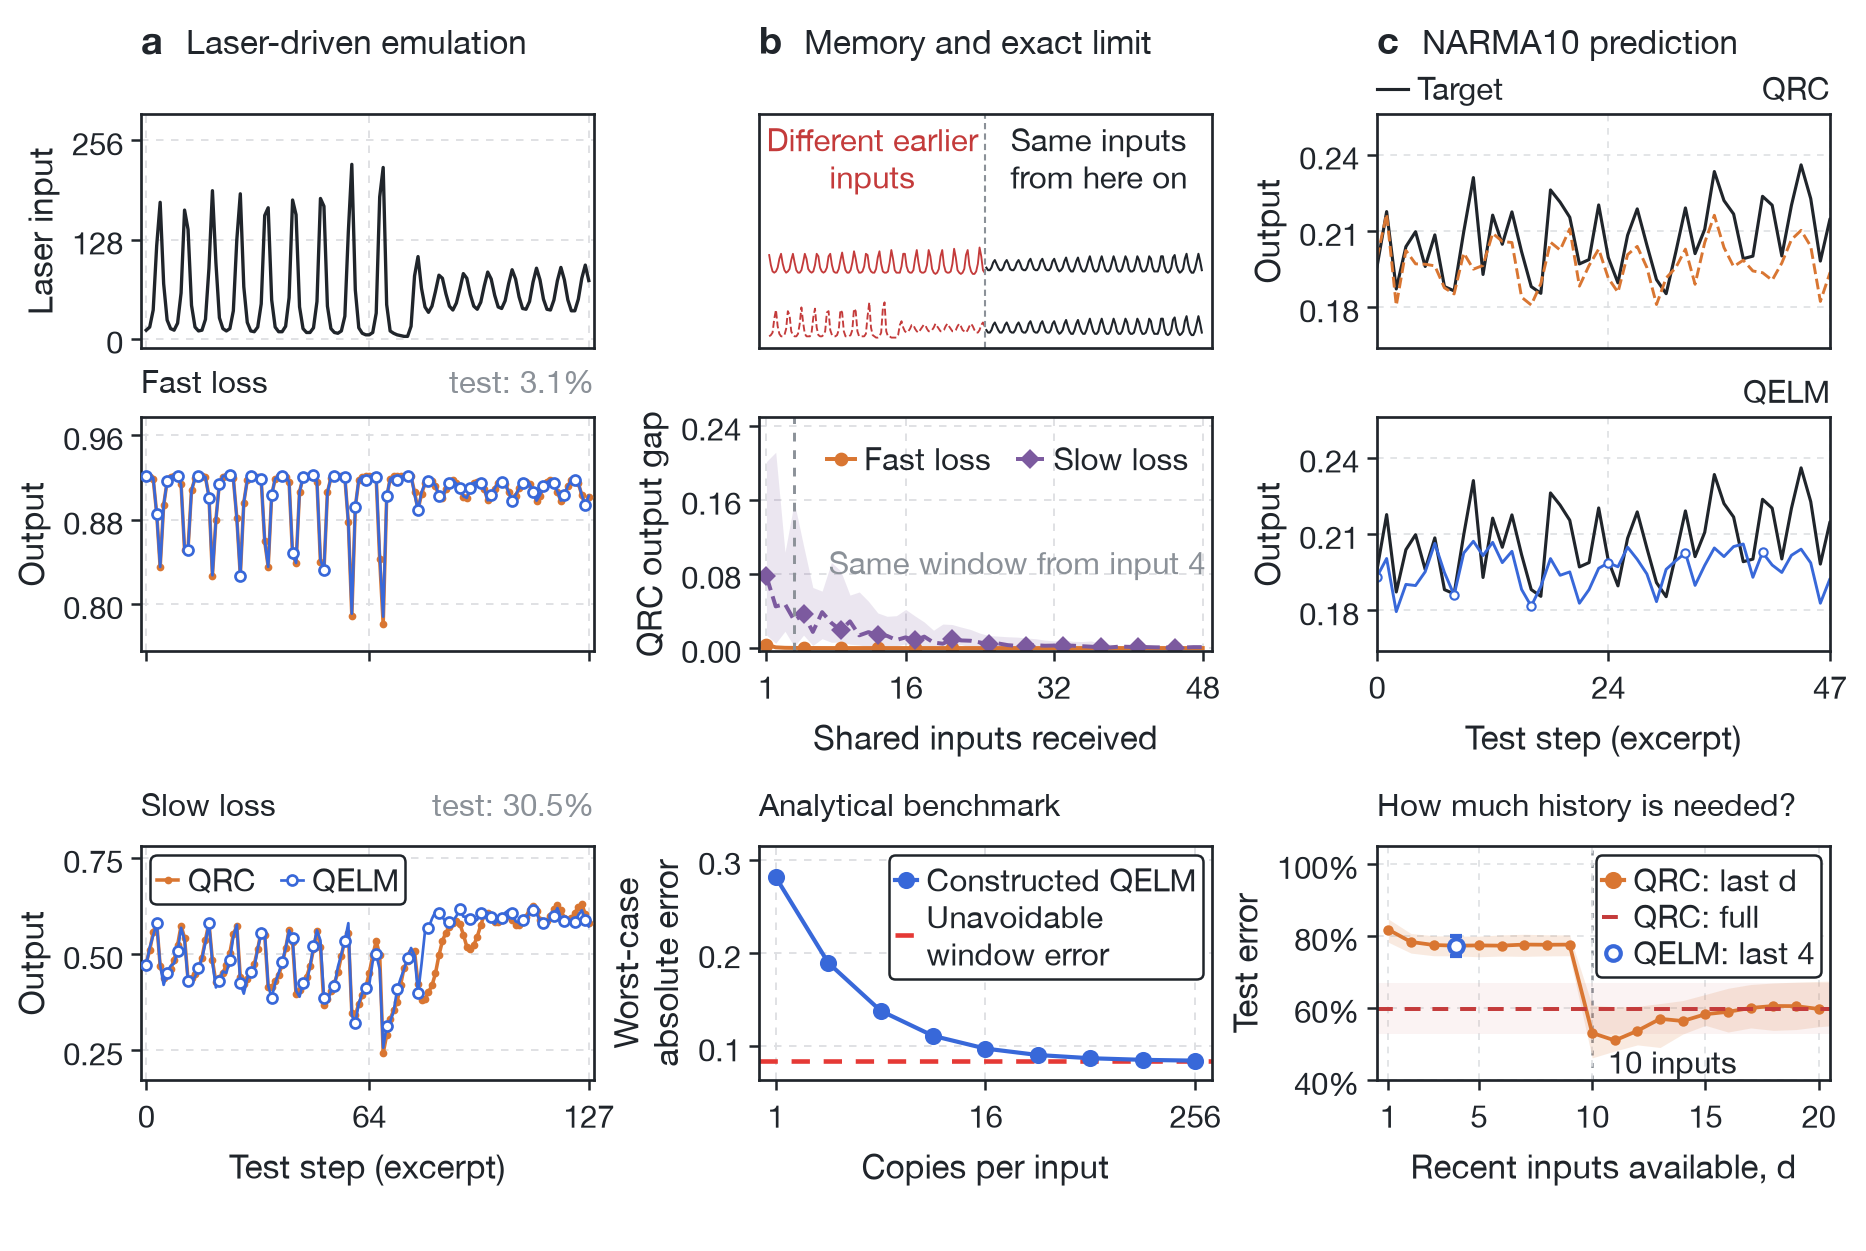 a Laser-driven emulation
256
128
0
Laser input
Fast loss
test: 3.1%
0.96
0.88
0.80
Output
Slow loss
test: 30.5%
QRC
QELM
0.75
0.50
0.25
Output
0
64
127
Test step (excerpt)
b Memory and exact limit
Different earlier
inputs
Same inputs
from here on
0.24
0.16
0.08
0.00
QRC output gap
Fast loss
Slow loss
Same window from input 4
1
16
32
48
Shared inputs received
Analytical benchmark
0.3
0.2
0.1
Worst-case
absolute error
Constructed QELM
Unavoidable
window error
1
16
256
Copies per input
c NARMA10 prediction
Target
QRC
0.24
0.21
0.18
Output
QELM
0.24
0.21
0.18
Output
0
24
47
Test step (excerpt)
How much history is needed?
100%
80%
60%
40%
Test error
QRC: last d
QRC: full
QELM: last 4
10 inputs
1
5
10
15
20
Recent inputs available, d